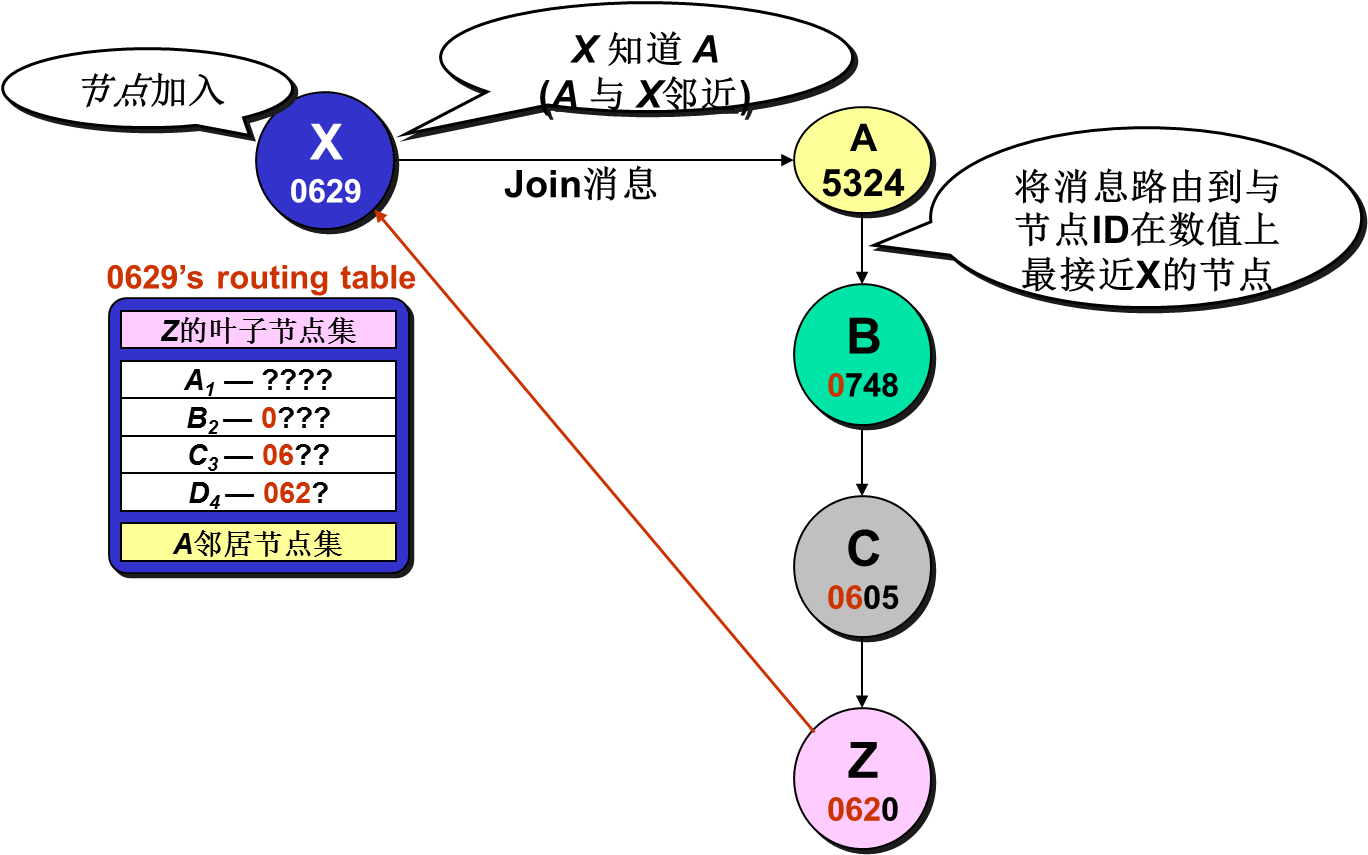 节点加入
X 知道 A
(A 与 X邻近)
X
0629
Join消息
A
5324
将消息路由到与
节点ID在数值上
最接近X的节点
0629’s routing table
Z的叶子节点集
A1 — ????
B2 — 0???
C3 — 06??
D4 — 062?
A邻居节点集
B
0748
C
0605
Z
0620